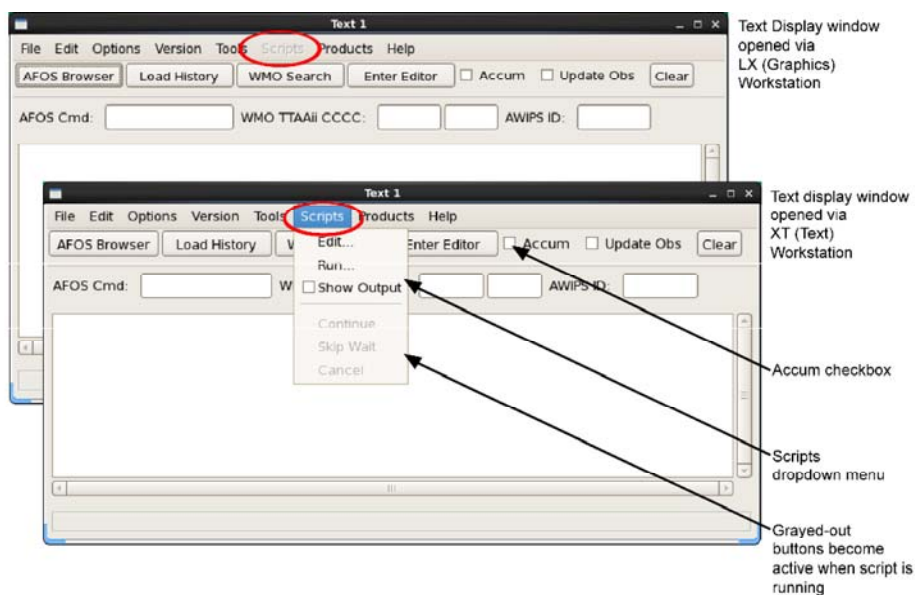 Text 1
File Edit Options Version Tools Scripts Products Help
AFOS Browser Load History WMO Search Enter Editor Accum Update Obs Clear
AFOS Cmd: WMO TTAAii CCCC: AWIPS ID:
Text Display window
opened via
LX (Graphics)
Workstation
Text 1
File Edit Options Version Tools Scripts Products Help
AFOS Browser Load History W Enter Editor Accum Update Obs Clear
AFOS Cmd: W AWIPS ID:
Edit...
Run...
Show Output
Continue
Skip Wait
Cancel
Text display window
opened via
XT (Text)
Workstation
Accum checkbox
Scripts
dropdown menu
Grayed-out
buttons become
active when script is
running